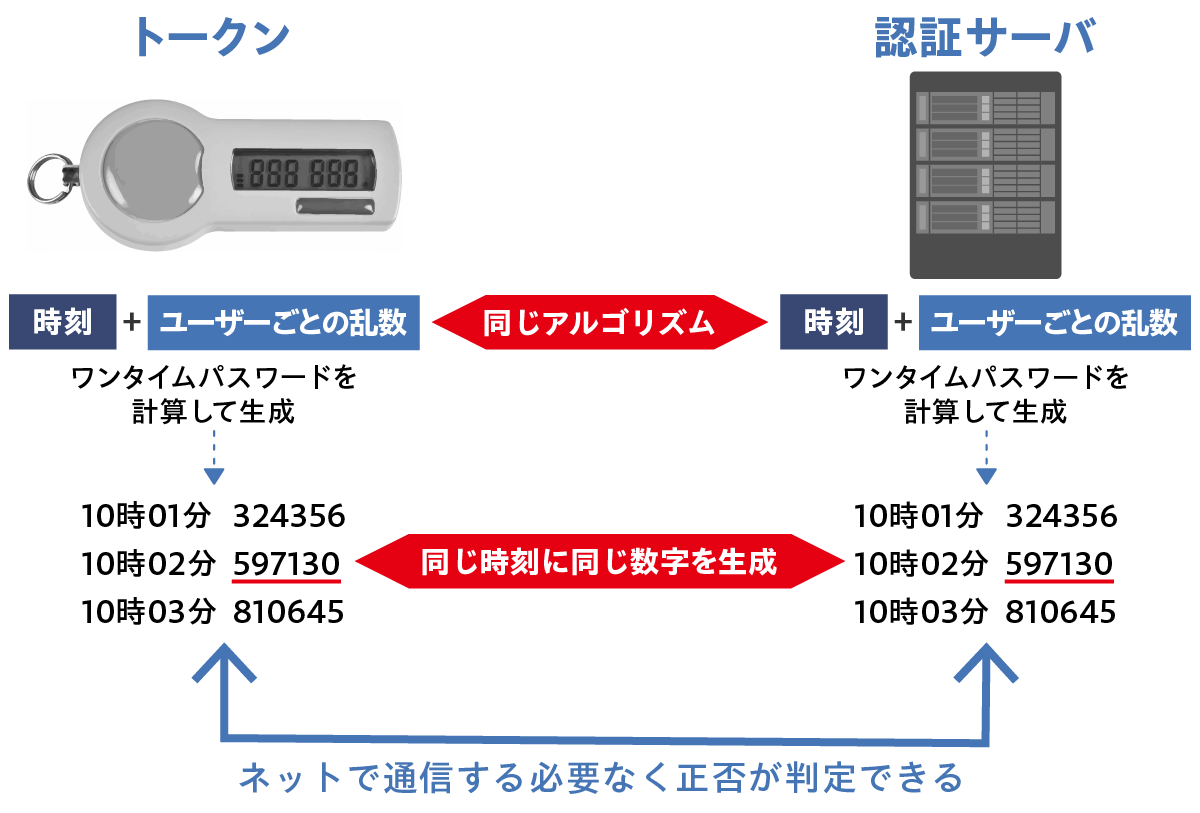 トークン
認証サーバ
888 888
時刻 + ユーザーごとの乱数
同じアルゴリズム
時刻 + ユーザーごとの乱数
ワンタイムパスワードを
計算して生成
ワンタイムパスワードを
計算して生成
10時01分 324356
10時02分 597130
10時03分 810645
同じ時刻に同じ数字を生成
10時01分 324356
10時02分 597130
10時03分 810645
ネットで通信する必要なく正否が判定できる